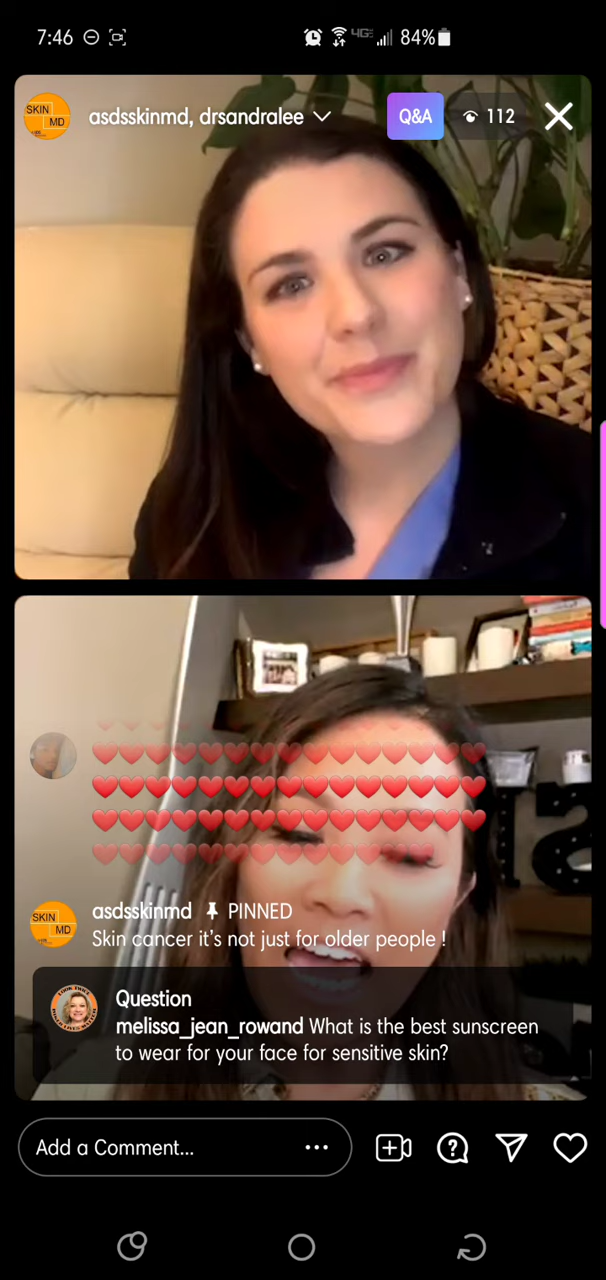 7:46
4G
84%
SKIN
MD
asdsskinmd, drsandralee
Q&A
112
asdsskinmd PINNED
SKIN
MD
Skin cancer it's not just for older people !
Question
melissa_jean_rowand What is the best sunscreen
to wear for your face for sensitive skin?
Add a Comment...